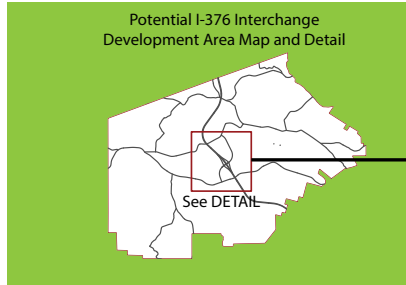 Potential I-376 Interchange
Development Area Map and Detail
See DETAIL